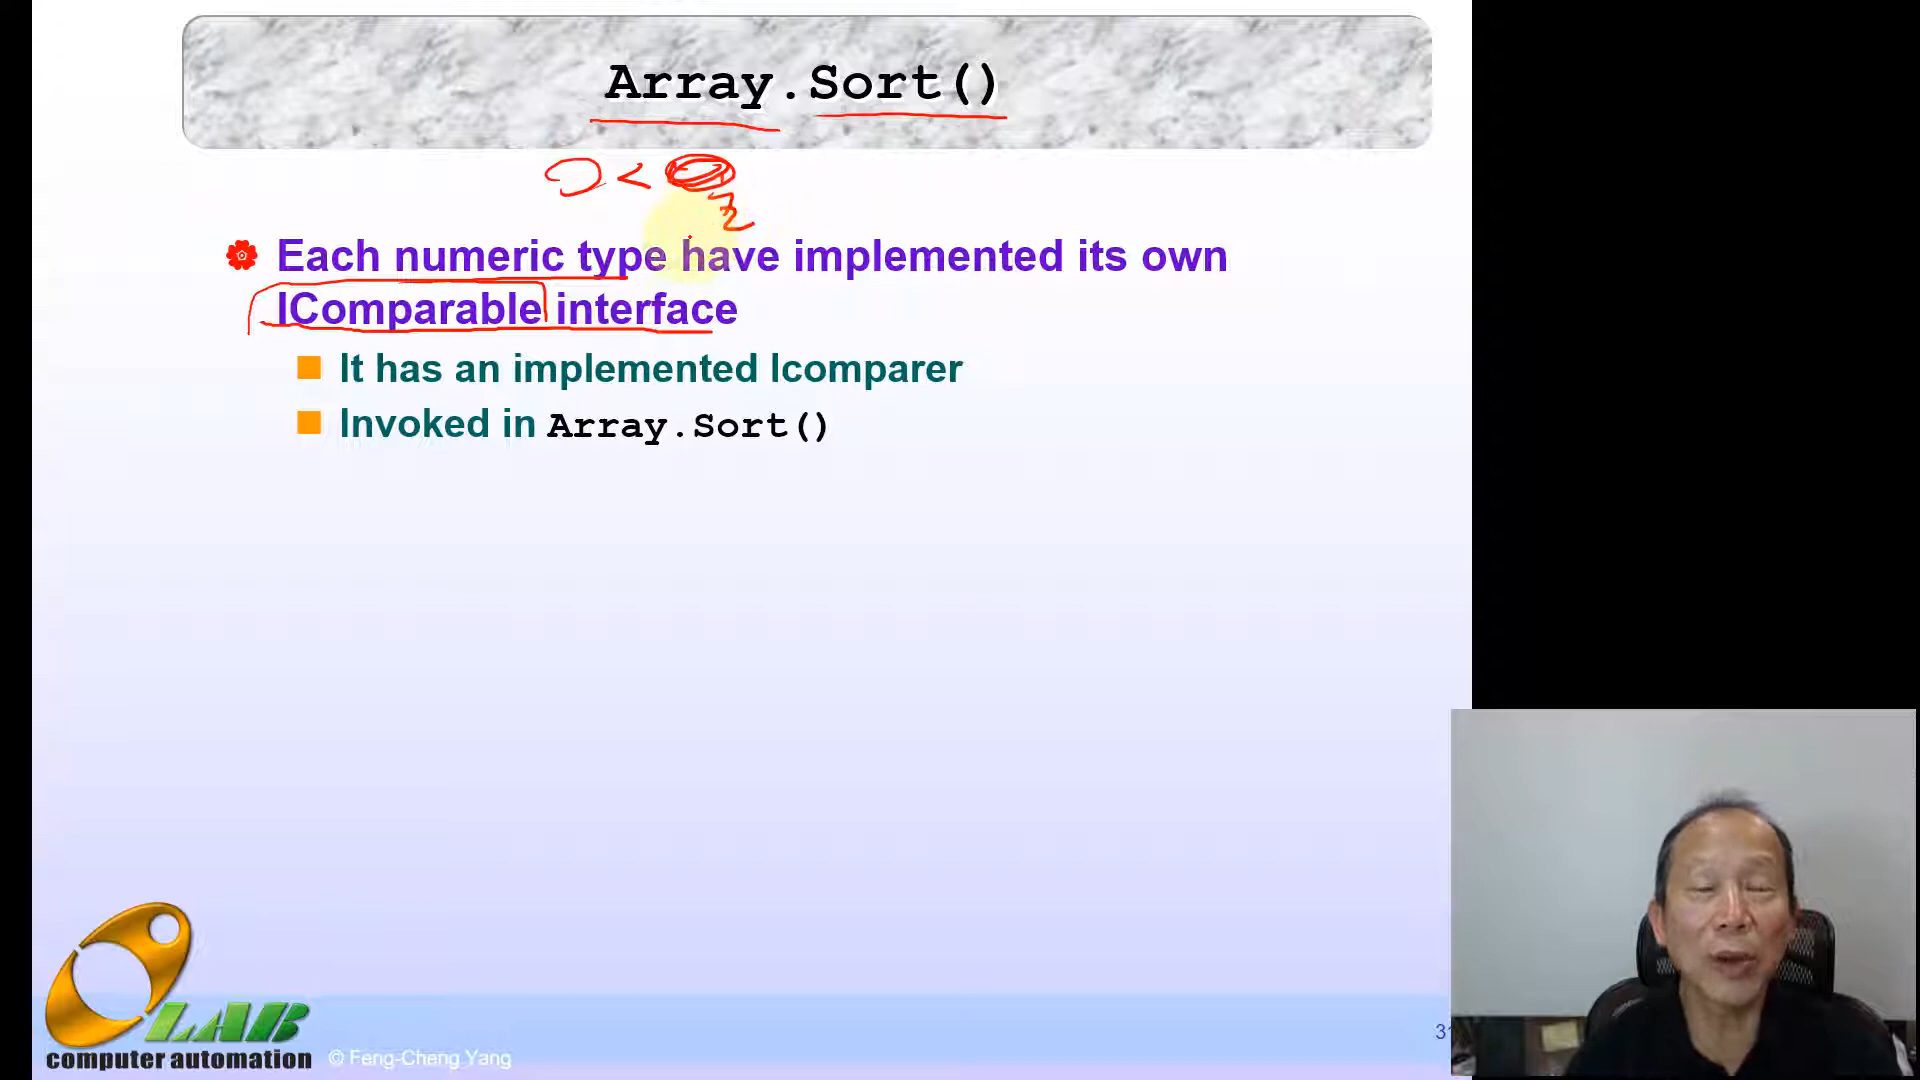 Array.Sort()
<
Each numeric type have implemented its own
IComparable interface
It has an implemented Icomparer
Invoked in Array.Sort()
LAB
computer automation
© Feng-Cheng Yang